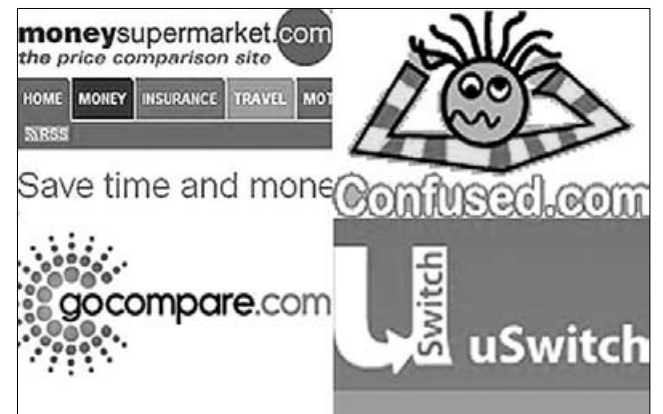 moneysupermarket.com
the price comparison site
HOME MONEY INSURANCE TRAVEL MOT
RSS
Save time and mone
gocompare.com
Confused.com
Switch
uSwitch